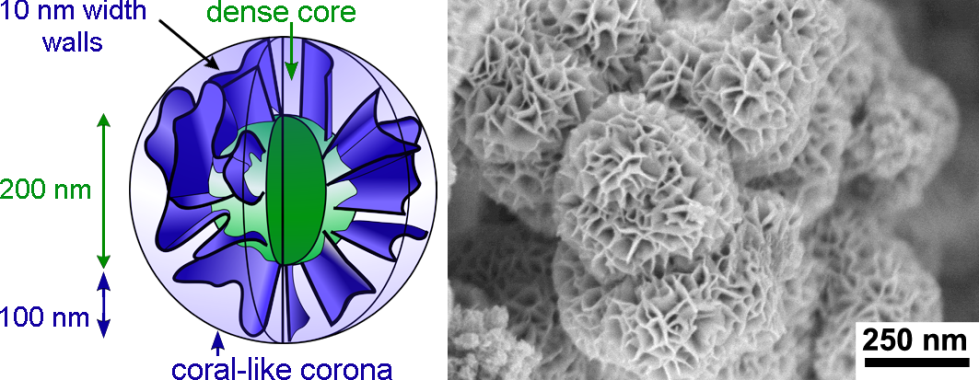 10 nm width
walls
dense core
200 nm
100 nm
coral-like corona
250 nm